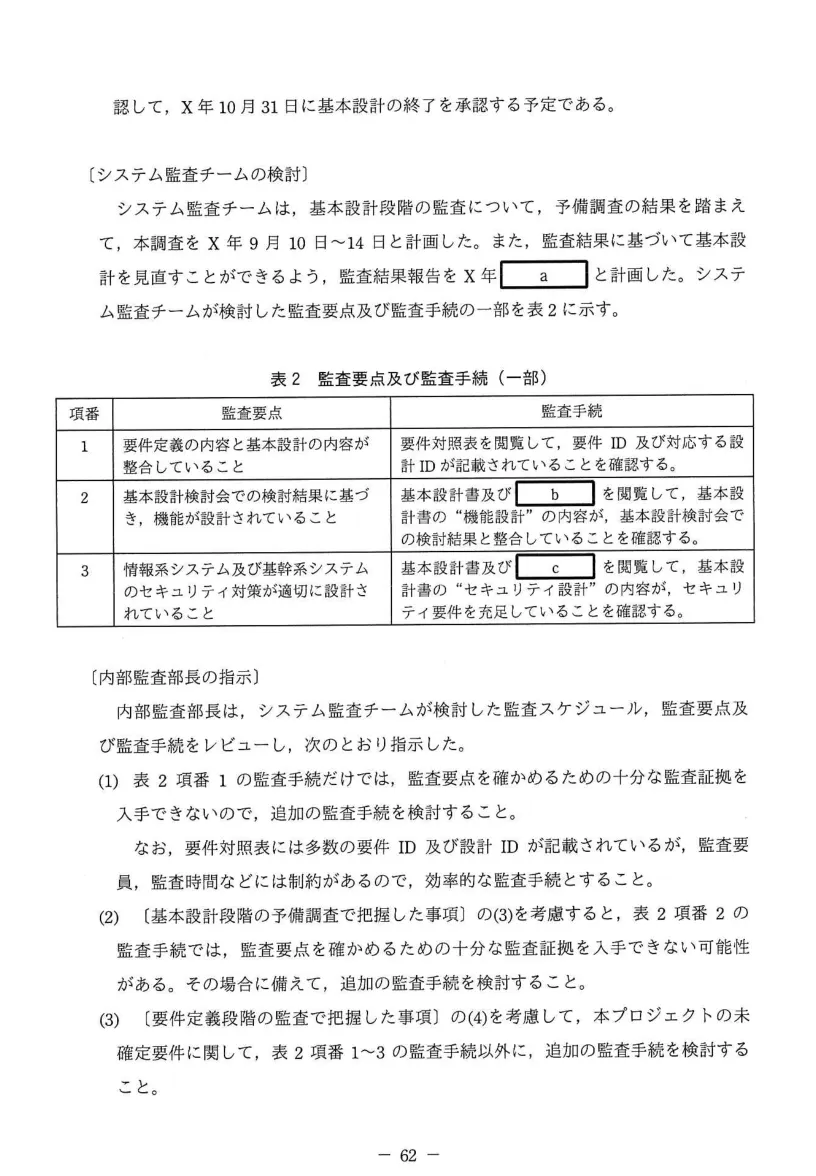 認して，X 年 10 月 31 日に基本設計の終了を承認する予定である。
〔システム監査チームの検討〕
システム監査チームは，基本設計段階の監査について，予備調査の結果を踏まえ
て，本調査を X 年 9 月 10 日～14 日と計画した。また，監査結果に基づいて基本設
計を見直すことができるよう，監査結果報告を X 年 a と計画した。システ
ム監査チームが検討した監査要点及び監査手続の一部を表 2 に示す。
表 2 監査要点及び監査手続（一部）
項番 監査要点 監査手続
1 要件定義の内容と基本設計の内容が 要件対照表を閲覧して，要件 ID 及び対応する設
整合していること 計 ID が記載されていることを確認する。
2 基本設計検討会での検討結果に基づ 基本設計書及び b を閲覧して，基本設
き，機能が設計されていること 計書の “機能設計” の内容が，基本設計検討会で
の検討結果と整合していることを確認する。
3 情報系システム及び基幹系システム 基本設計書及び c を閲覧して，基本設
のセキュリティ対策が適切に設計さ 計書の “セキュリティ設計” の内容が，セキュリ
れていること ティ要件を充足していることを確認する。
〔内部監査部長の指示〕
内部監査部長は，システム監査チームが検討した監査スケジュール，監査要点及
び監査手続をレビューし，次のとおり指示した。
(1) 表 2 項番 1 の監査手続だけでは，監査要点を確かめるための十分な監査証拠を
入手できないので，追加の監査手続を検討すること。
なお，要件対照表には多数の要件 ID 及び設計 ID が記載されているが，監査要
員，監査時間などには制約があるので，効率的な監査手続とすること。
(2) 〔基本設計段階の予備調査で把握した事項〕の(3)を考慮すると，表 2 項番 2 の
監査手続では，監査要点を確かめるための十分な監査証拠を入手できない可能性
がある。その場合に備えて，追加の監査手続を検討すること。
(3) 〔要件定義段階の監査で把握した事項〕の(4)を考慮して，本プロジェクトの未
確定要件に関して，表 2 項番 1～3 の監査手続以外に，追加の監査手続を検討する
こと。
－ 62 －